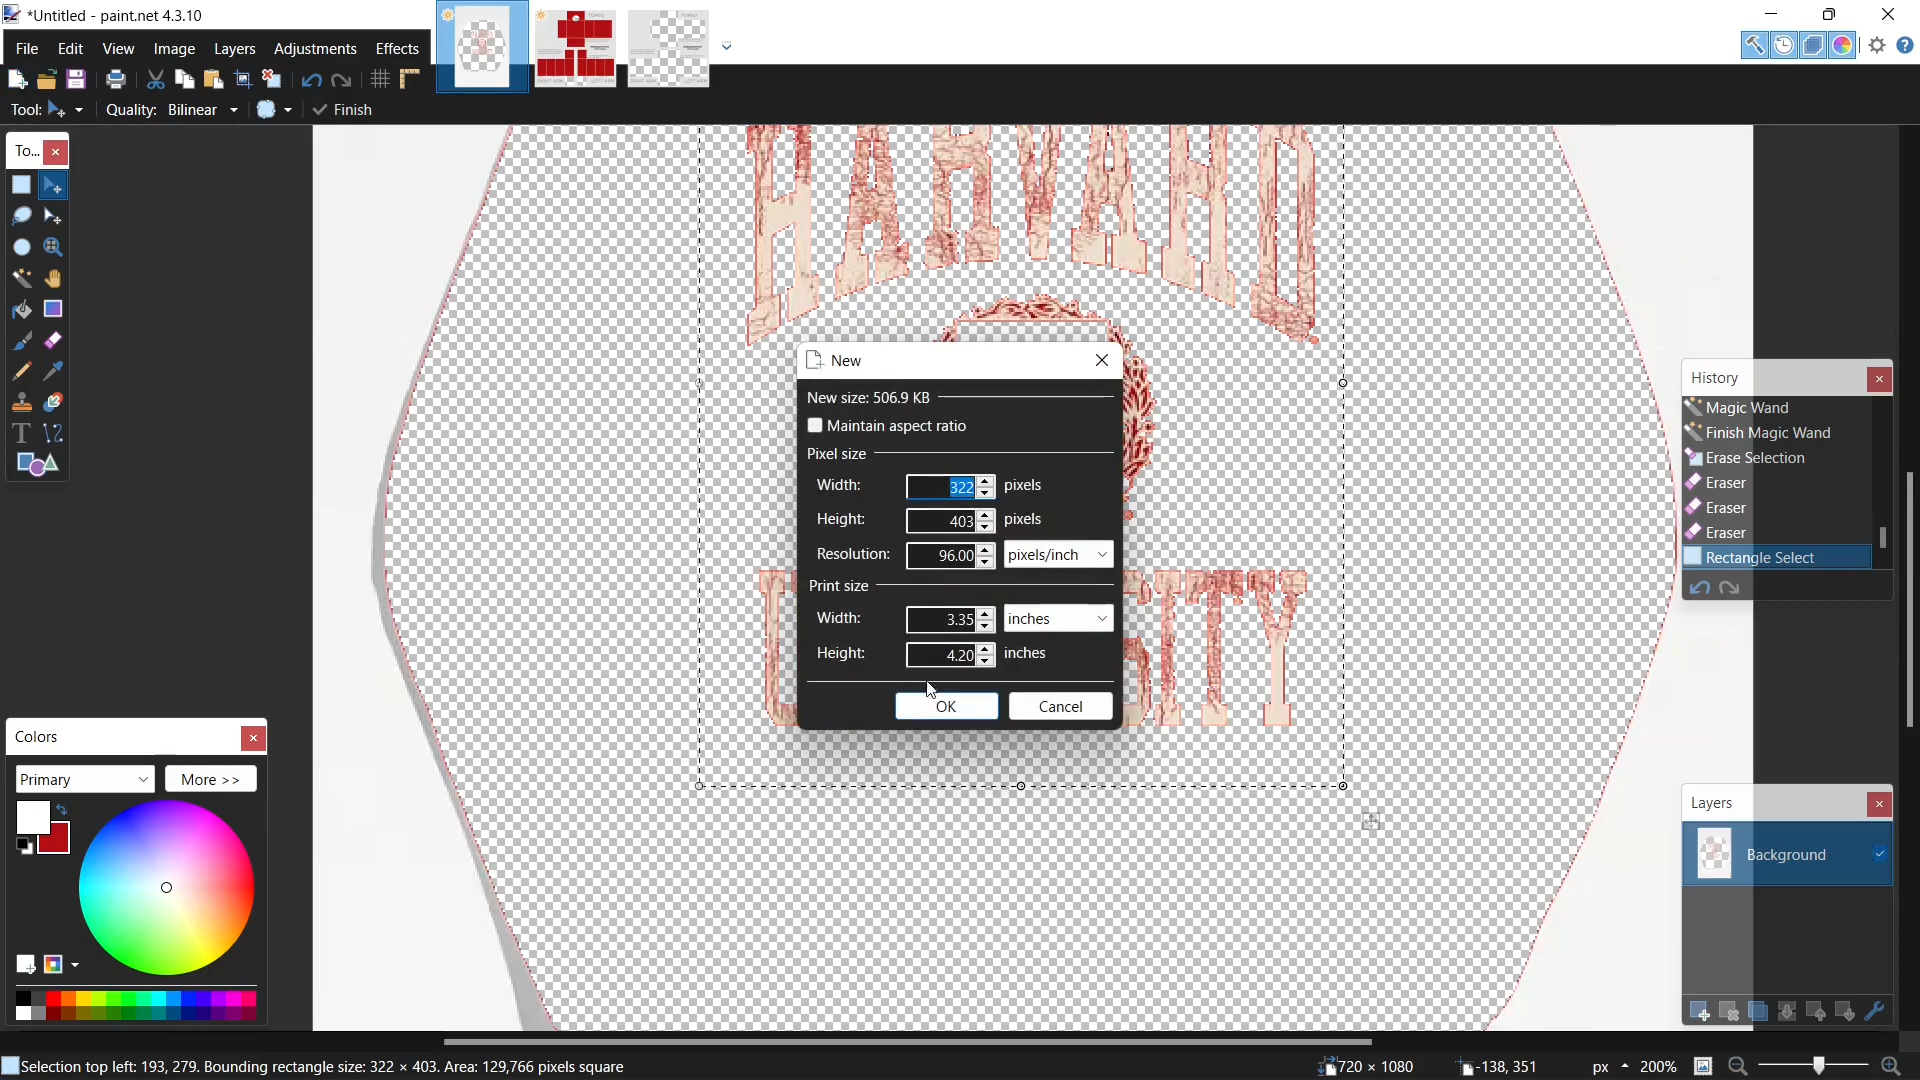 *Untitled - paint.net 4.3.10
File Edit View Image Layers Adjustments Effects
Tool: Quality: Bilinear Finish
To...
HARVARD
New
New size: 506.9 KB
Maintain aspect ratio
Pixel size
Width: 322 pixels
Height: 403 pixels
Resolution: 96.00 pixels/inch
Print size
Width: 3.35 inches
Height: 4.20 inches
OK Cancel
SITY
History
Magic Wand
Finish Magic Wand
Erase Selection
Eraser
Eraser
Eraser
Rectangle Select
Colors
Primary More >>
Layers
Background
Selection top left: 193, 279. Bounding rectangle size: 322 × 403. Area: 129,766 pixels square
720 × 1080 -138, 351 px 200%